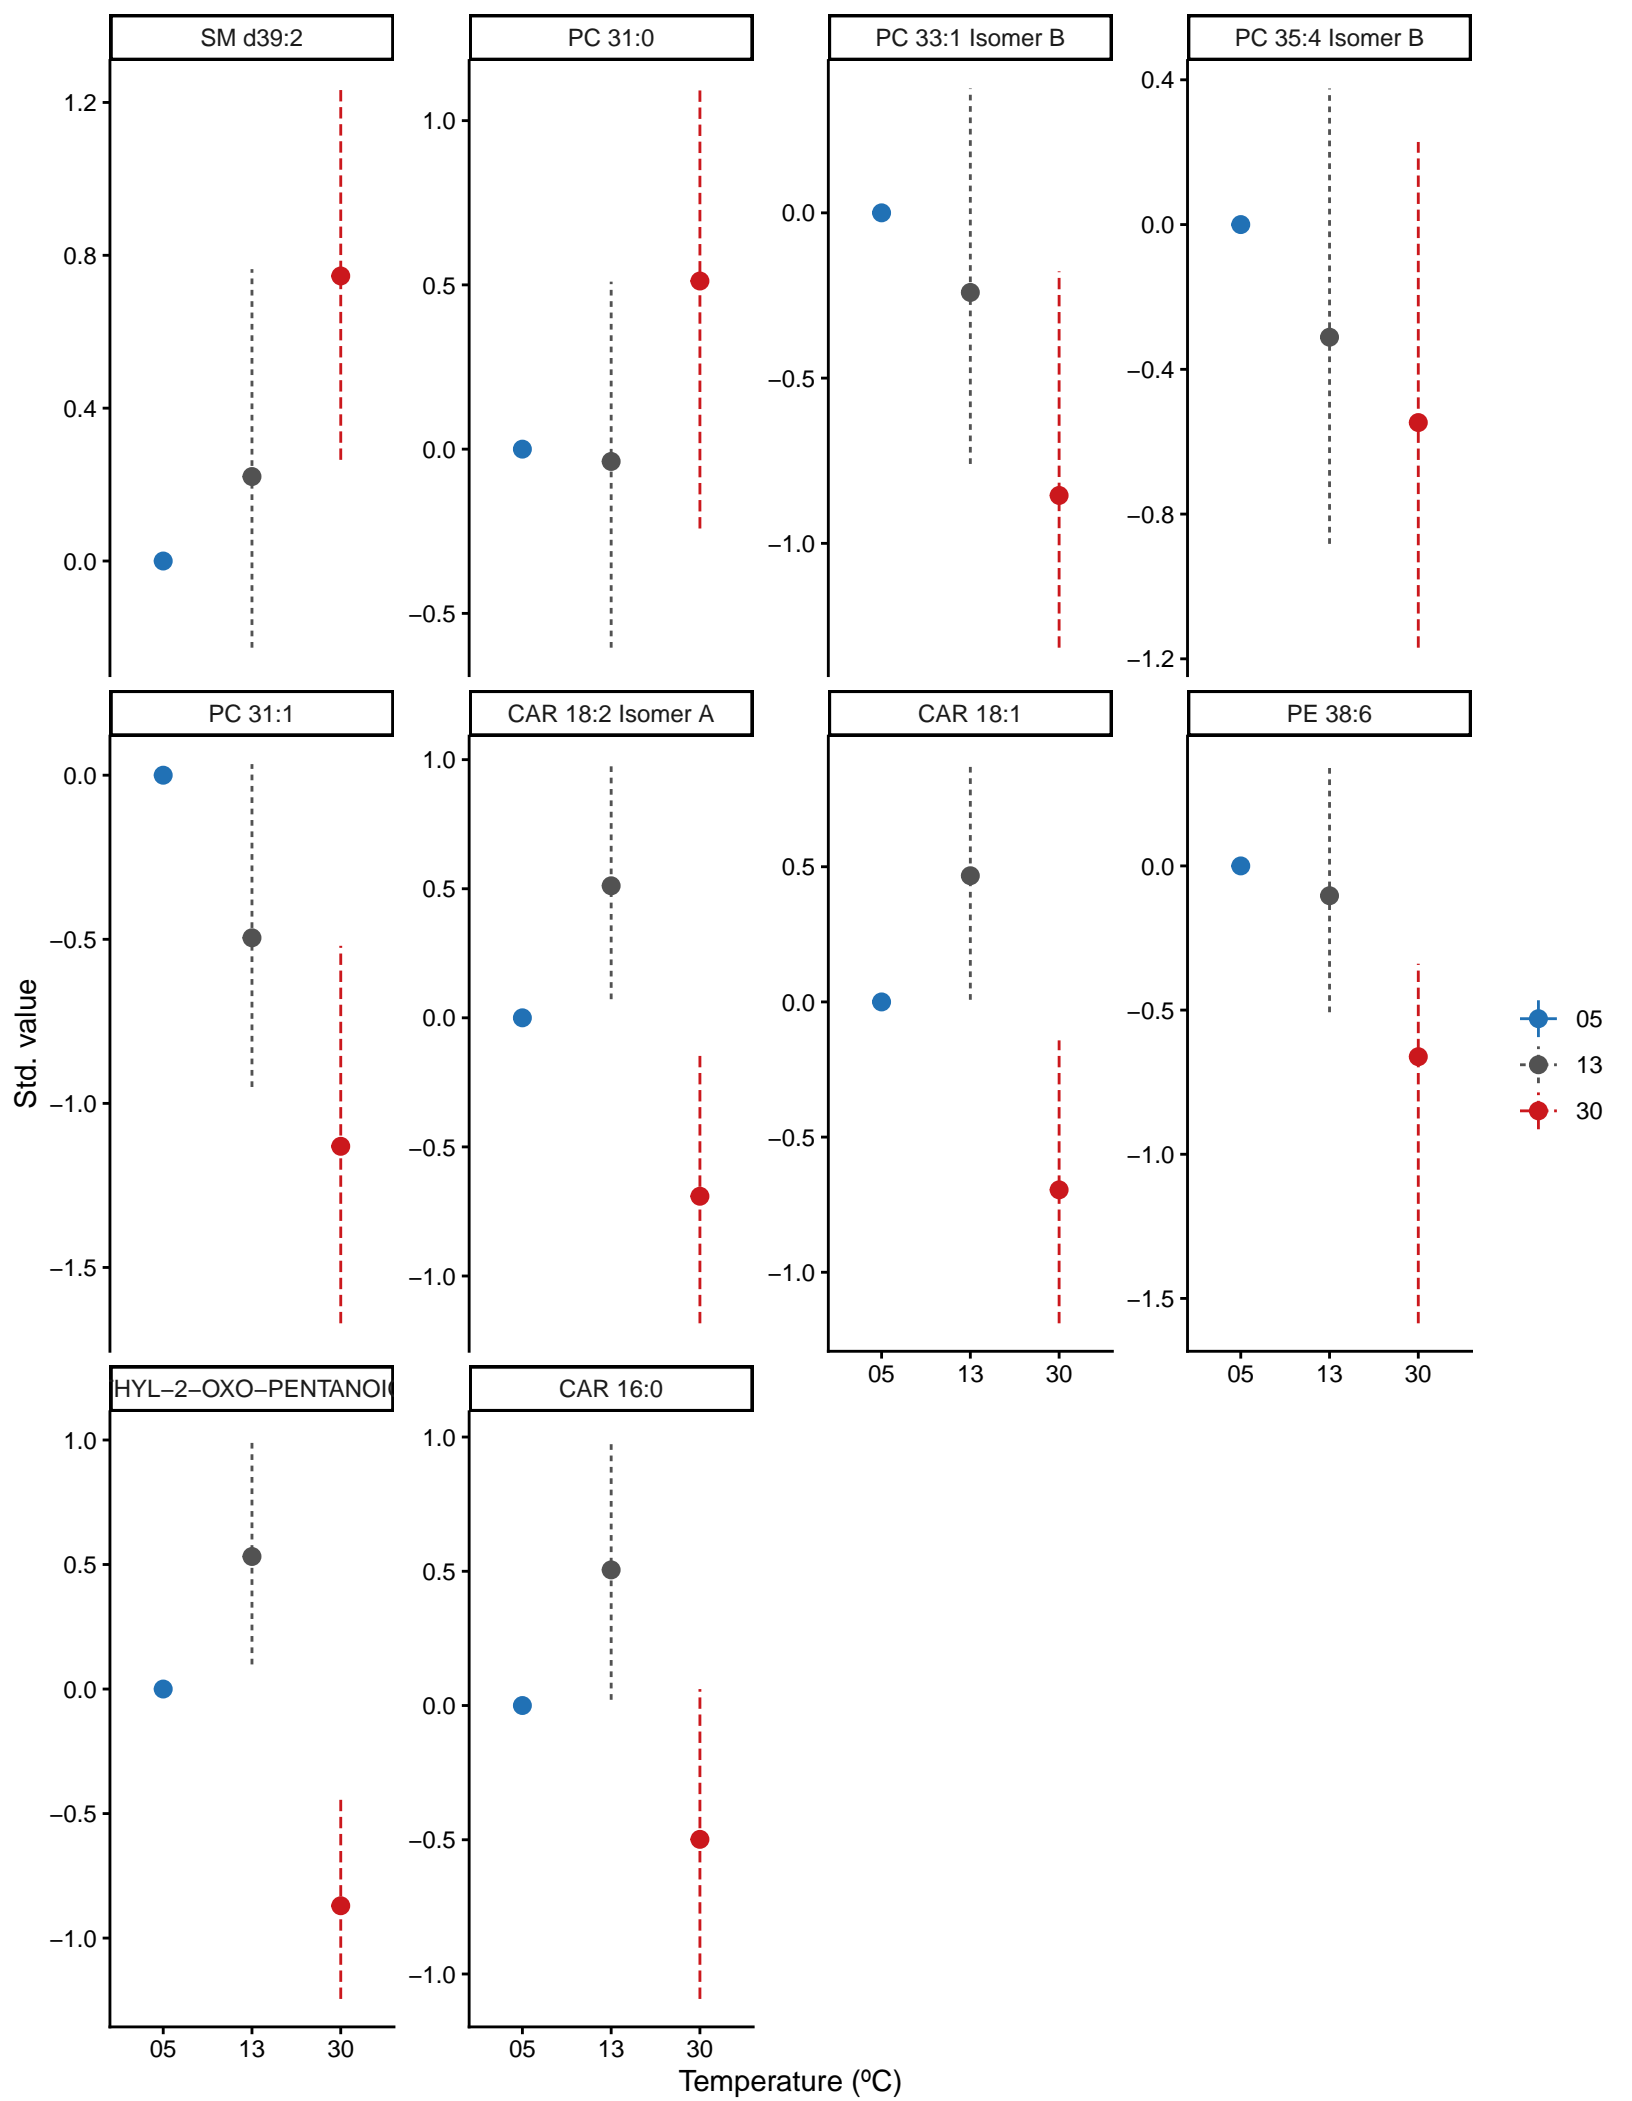 SM d39:2
PC 31:0
PC 33:1 Isomer B
PC 35:4 Isomer B
1.2
0.8
0.4
0.0
1.0
0.5
0.0
−0.5
0.0
−0.5
−1.0
0.4
0.0
−0.4
−0.8
−1.2
PC 31:1
CAR 18:2 Isomer A
CAR 18:1
PE 38:6
0.0
−0.5
−1.0
−1.5
1.0
0.5
0.0
−0.5
−1.0
0.5
0.0
−0.5
−1.0
05 13 30
0.0
−0.5
−1.0
−1.5
05 13 30
HYL−2−OXO−PENTANOI
CAR 16:0
1.0
0.5
0.0
−0.5
−1.0
05 13 30
1.0
0.5
0.0
−0.5
−1.0
05 13 30
Std. value
Temperature (ºC)
05
13
30